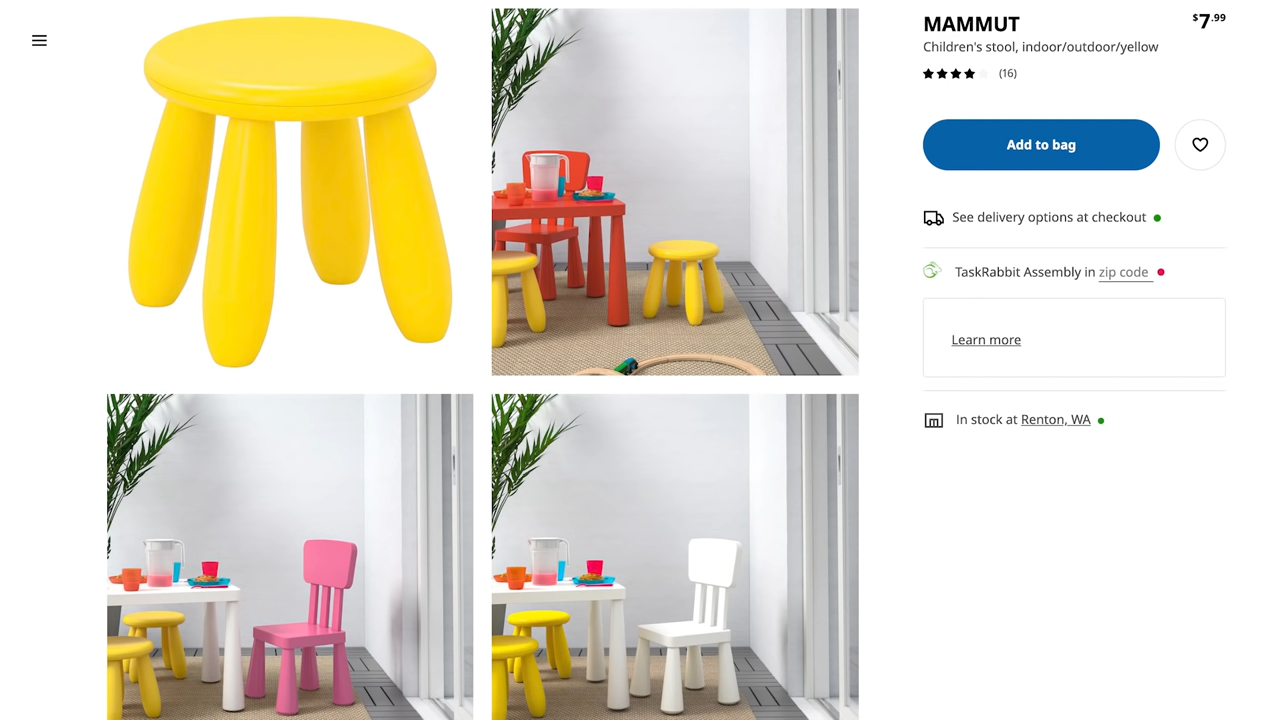 MAMMUT
$7.99
Children's stool, indoor/outdoor/yellow
(16)
Add to bag
See delivery options at checkout
TaskRabbit Assembly in zip code
Learn more
In stock at Renton, WA